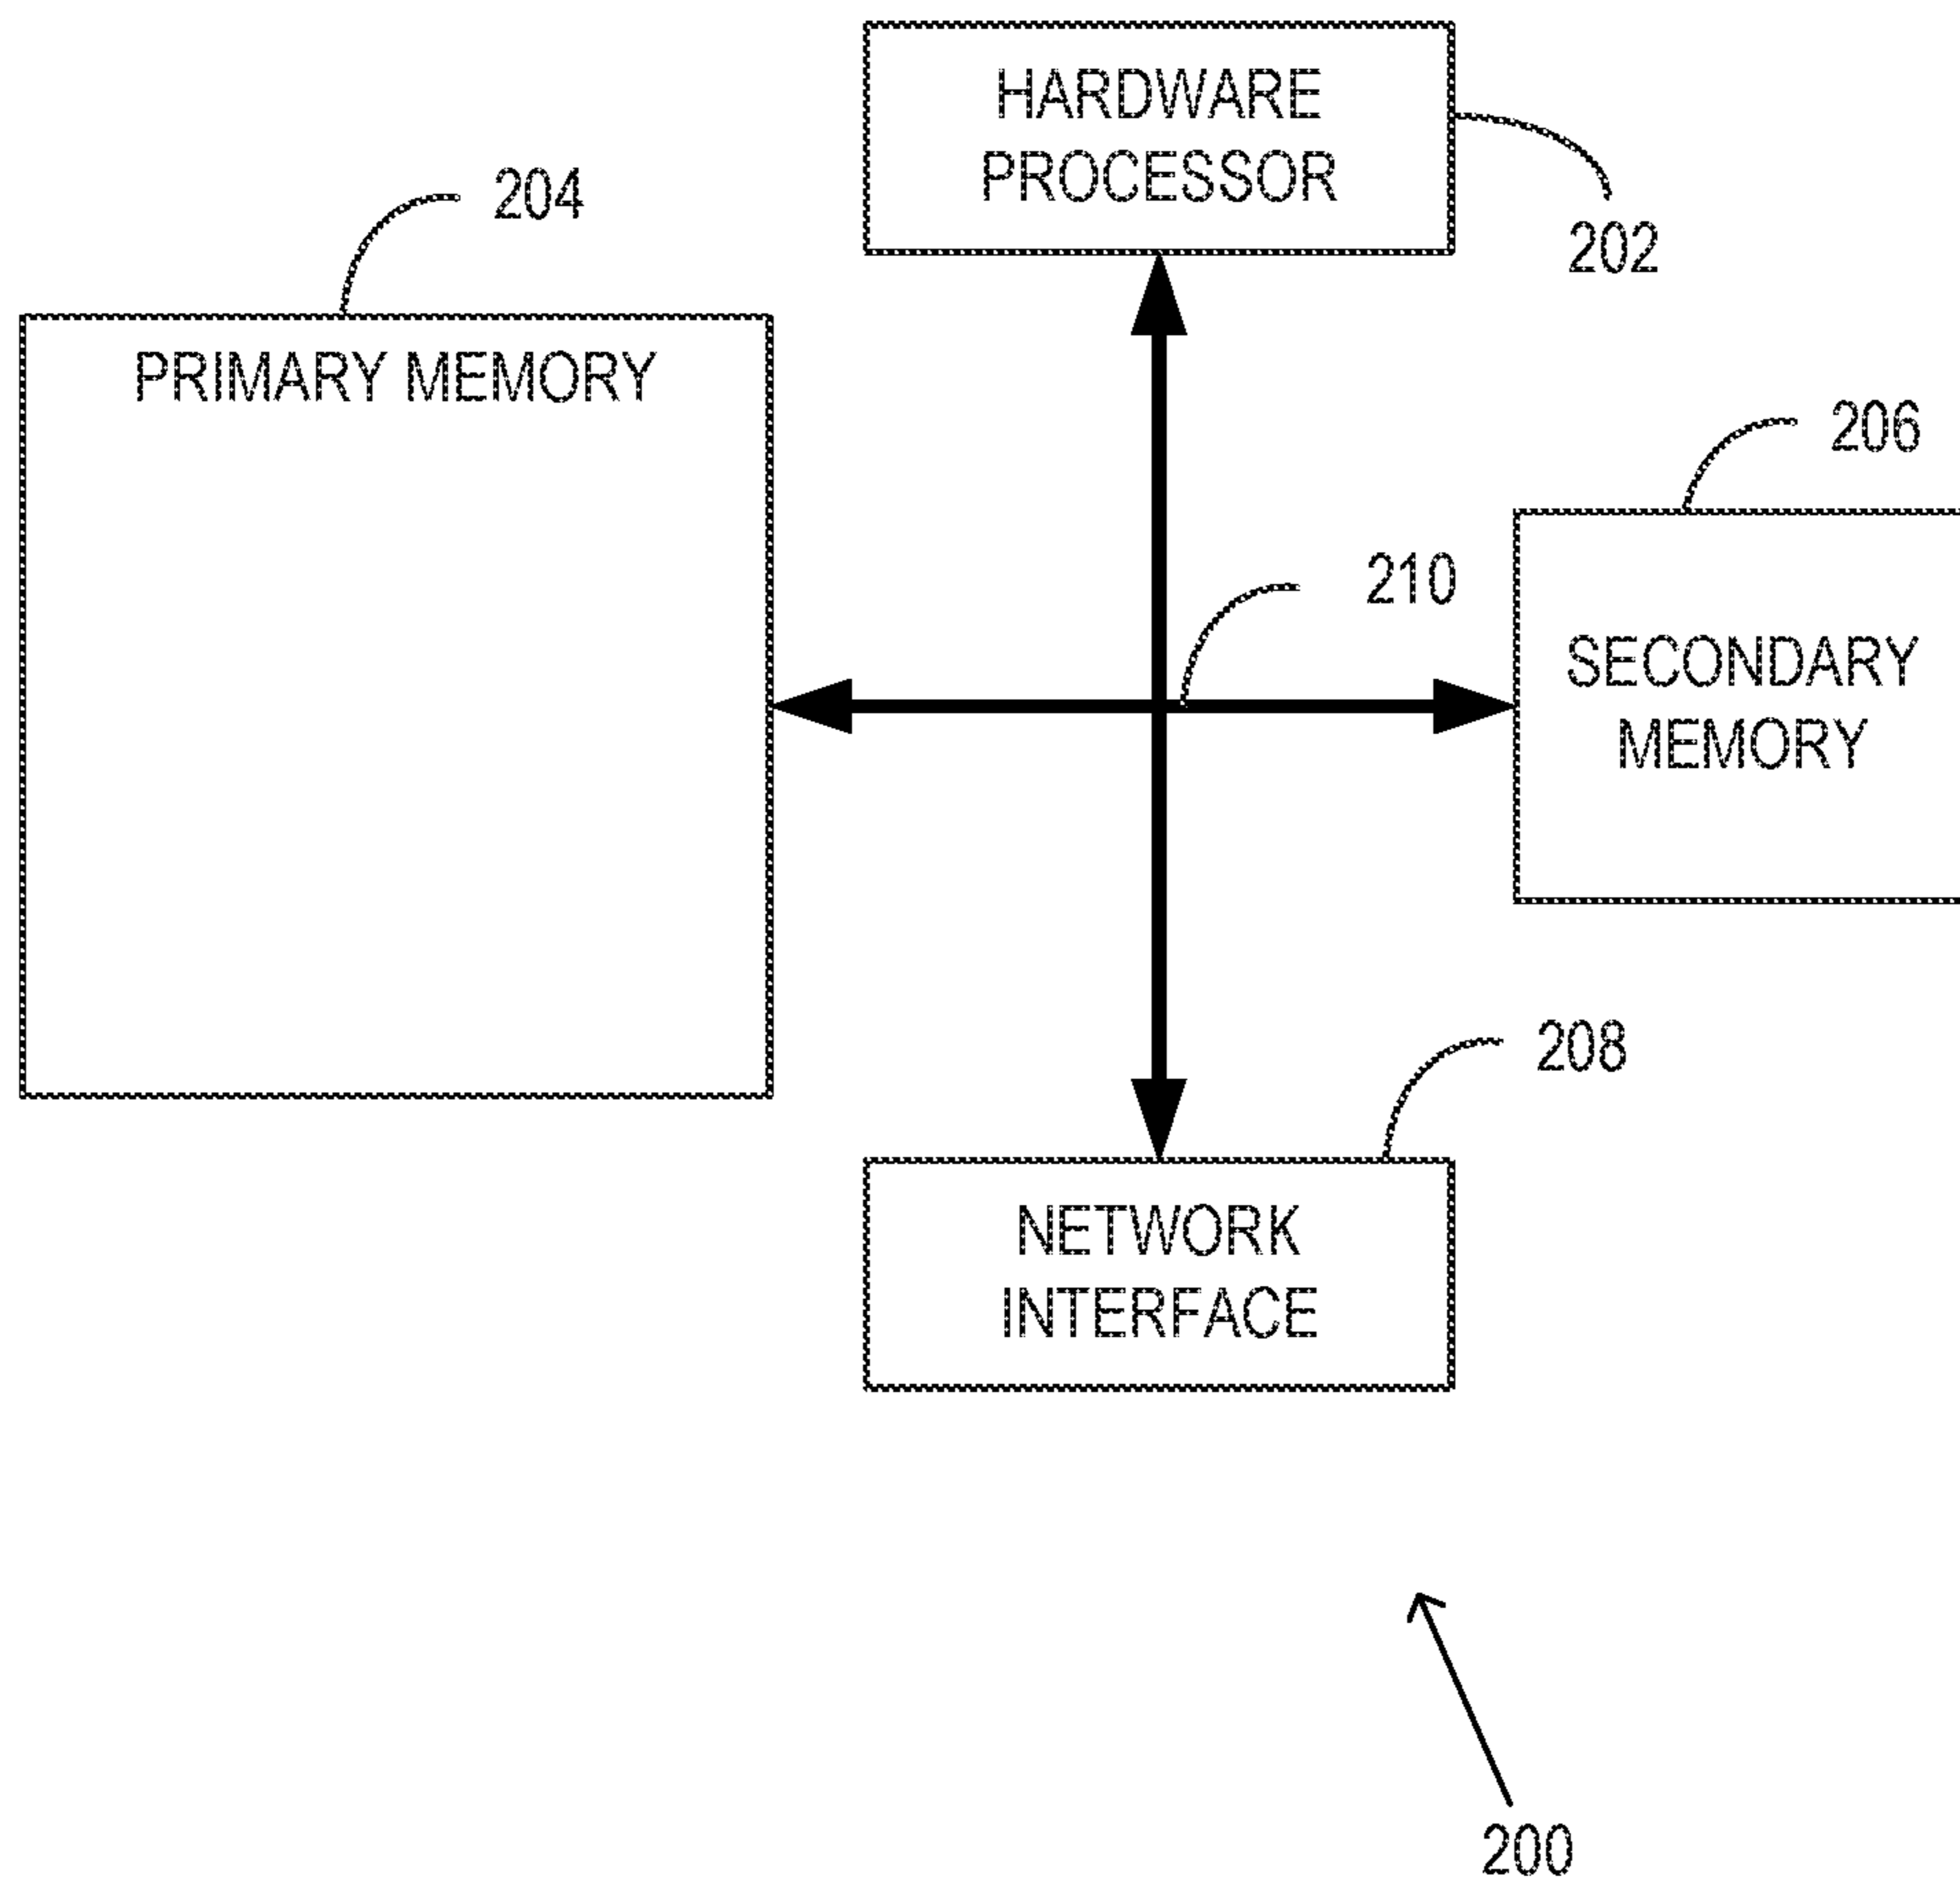 HARDWARE
PROCESSOR
202
204
PRIMARY MEMORY
206
210
SECONDARY
MEMORY
208
NETWORK
INTERFACE
200